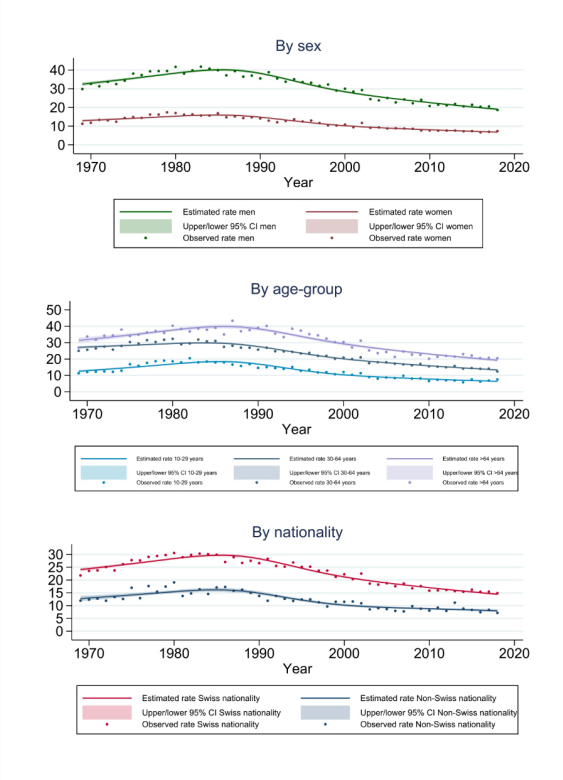 By sex
40
30
20
10
0
1970 1980 1990 2000 2010 2020
Year
Estimated rate men Estimated rate women
Upper/lower 95% CI men Upper/lower 95% CI women
Observed rate men Observed rate women
By age-group
50
40
30
20
10
0
1970 1980 1990 2000 2010 2020
Year
Estimated rate 10-29 years Estimated rate 30-64 years Estimated rate >64 years
Upper/lower 95% CI 10-29 years Upper/lower 95% CI 30-64 years Upper/lower 95% CI >64 years
Observed rate 10-29 years Observed rate 30-64 years Observed rate >64 years
By nationality
30
25
20
15
10
5
0
1970 1980 1990 2000 2010 2020
Year
Estimated rate Swiss nationality Estimated rate Non-Swiss nationality
Upper/lower 95% CI Swiss nationality Upper/lower 95% CI Non-Swiss nationality
Observed rate Swiss nationality Observed rate Non-Swiss nationality